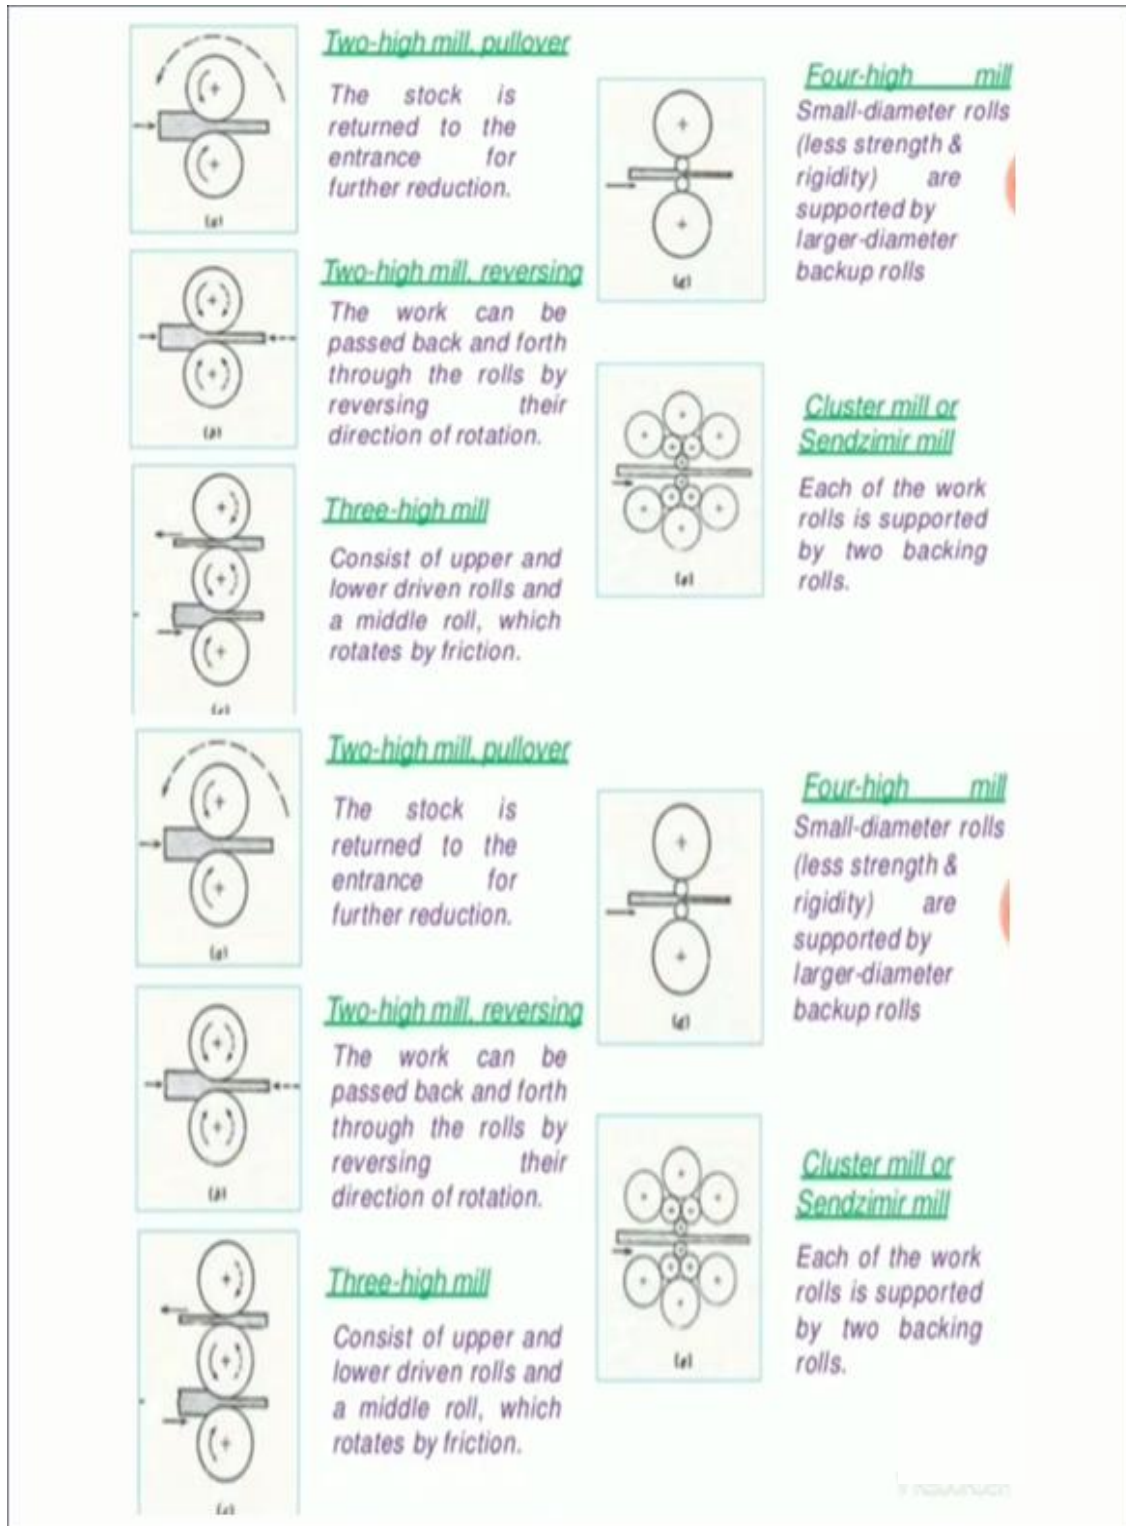 Two-high mill, pullover
The stock is
returned to the
entrance for
further reduction.
(a)
Two-high mill, reversing
The work can be
passed back and forth
through the rolls by
reversing their
direction of rotation.
(b)
Three-high mill
Consist of upper and
lower driven rolls and
a middle roll, which
rotates by friction.
(c)
Four-high mill
Small-diameter rolls
(less strength &
rigidity) are
supported by
larger-diameter
backup rolls
(d)
Cluster mill or
Sendzimir mill
Each of the work
rolls is supported
by two backing
rolls.
(e)
Two-high mill, pullover
The stock is
returned to the
entrance for
further reduction.
(a)
Two-high mill, reversing
The work can be
passed back and forth
through the rolls by
reversing their
direction of rotation.
(b)
Three-high mill
Consist of upper and
lower driven rolls and
a middle roll, which
rotates by friction.
(c)
Four-high mill
Small-diameter rolls
(less strength &
rigidity) are
supported by
larger-diameter
backup rolls
(d)
Cluster mill or
Sendzimir mill
Each of the work
rolls is supported
by two backing
rolls.
(e)